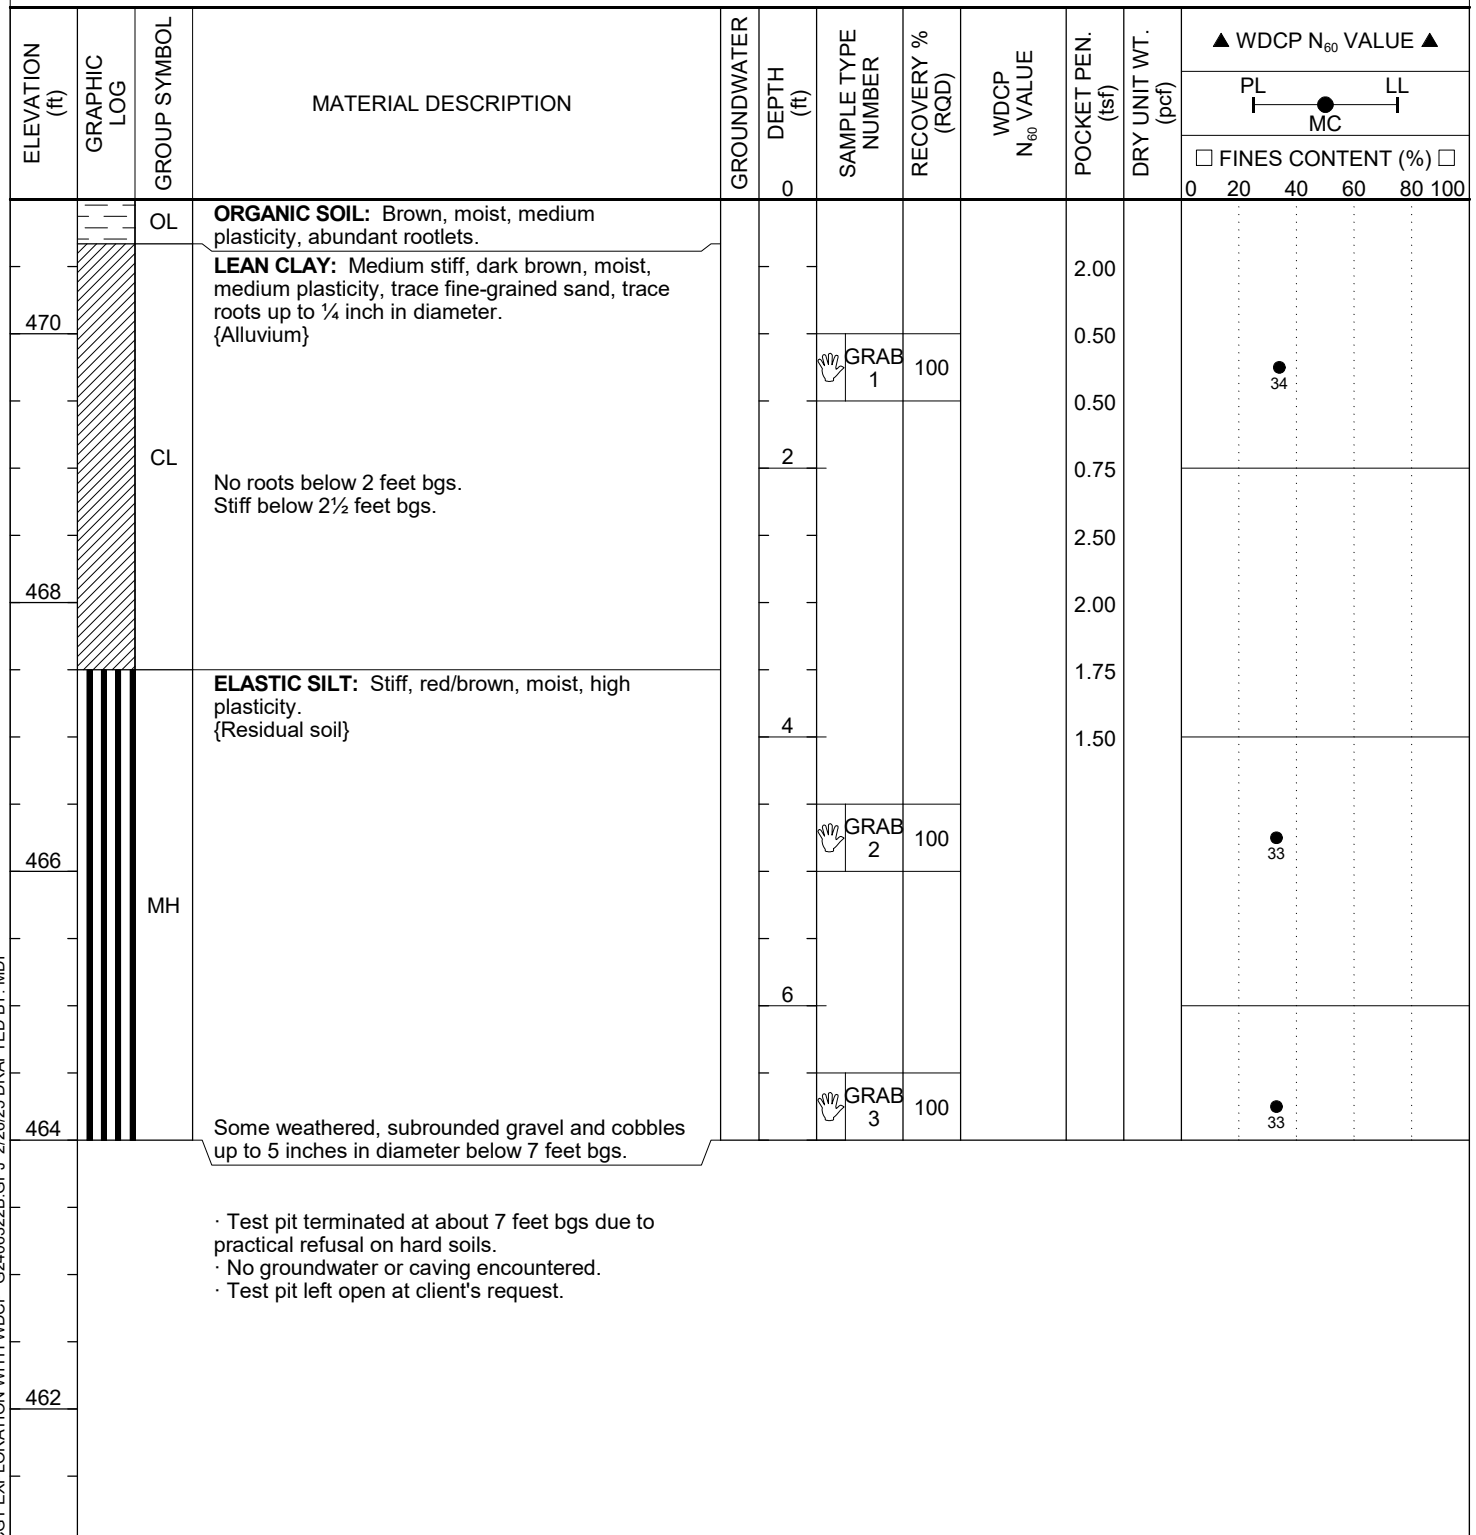 ELEVATION
(ft)
GRAPHIC
LOG
GROUP SYMBOL
MATERIAL DESCRIPTION
GROUNDWATER
DEPTH
(ft)
0
SAMPLE TYPE
NUMBER
RECOVERY %
(RQD)
WDCP
N60 VALUE
POCKET PEN.
(tsf)
DRY UNIT WT.
(pcf)
▲ WDCP N60 VALUE ▲
PL LL
MC
□ FINES CONTENT (%) □
0 20 40 60 80 100
OL
ORGANIC SOIL: Brown, moist, medium
plasticity, abundant rootlets.
LEAN CLAY: Medium stiff, dark brown, moist,
medium plasticity, trace fine-grained sand, trace
roots up to ¼ inch in diameter.
{Alluvium}
2.00
470
0.50
GRAB
1
100
34
0.50
CL
2
0.75
No roots below 2 feet bgs.
Stiff below 2½ feet bgs.
2.50
468
2.00
1.75
ELASTIC SILT: Stiff, red/brown, moist, high
plasticity.
{Residual soil}
4
1.50
GRAB
2
100
33
466
MH
6
GRAB
3
100
33
464
Some weathered, subrounded gravel and cobbles
up to 5 inches in diameter below 7 feet bgs.
· Test pit terminated at about 7 feet bgs due to
practical refusal on hard soils.
· No groundwater or caving encountered.
· Test pit left open at client's request.
462